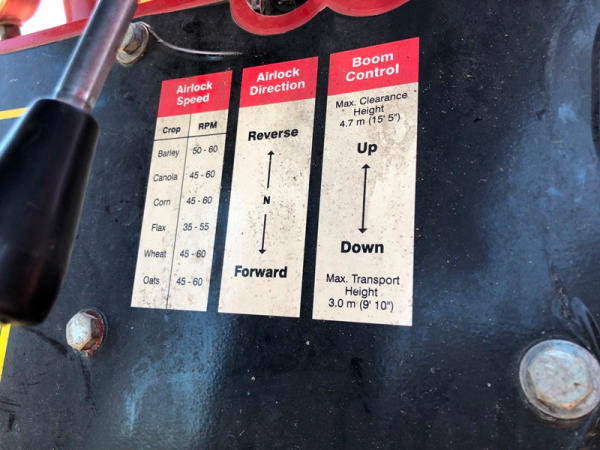 Airlock
Speed
Crop RPM
Barley 50 - 60
Canola 45 - 60
Corn 45 - 60
Flax 35 - 55
Wheat 45 - 60
Oats 45 - 60
Airlock
Direction
Reverse
N
Forward
Boom
Control
Max. Clearance
Height
4.7 m (15' 5")
Up
Down
Max. Transport
Height
3.0 m (9' 10")